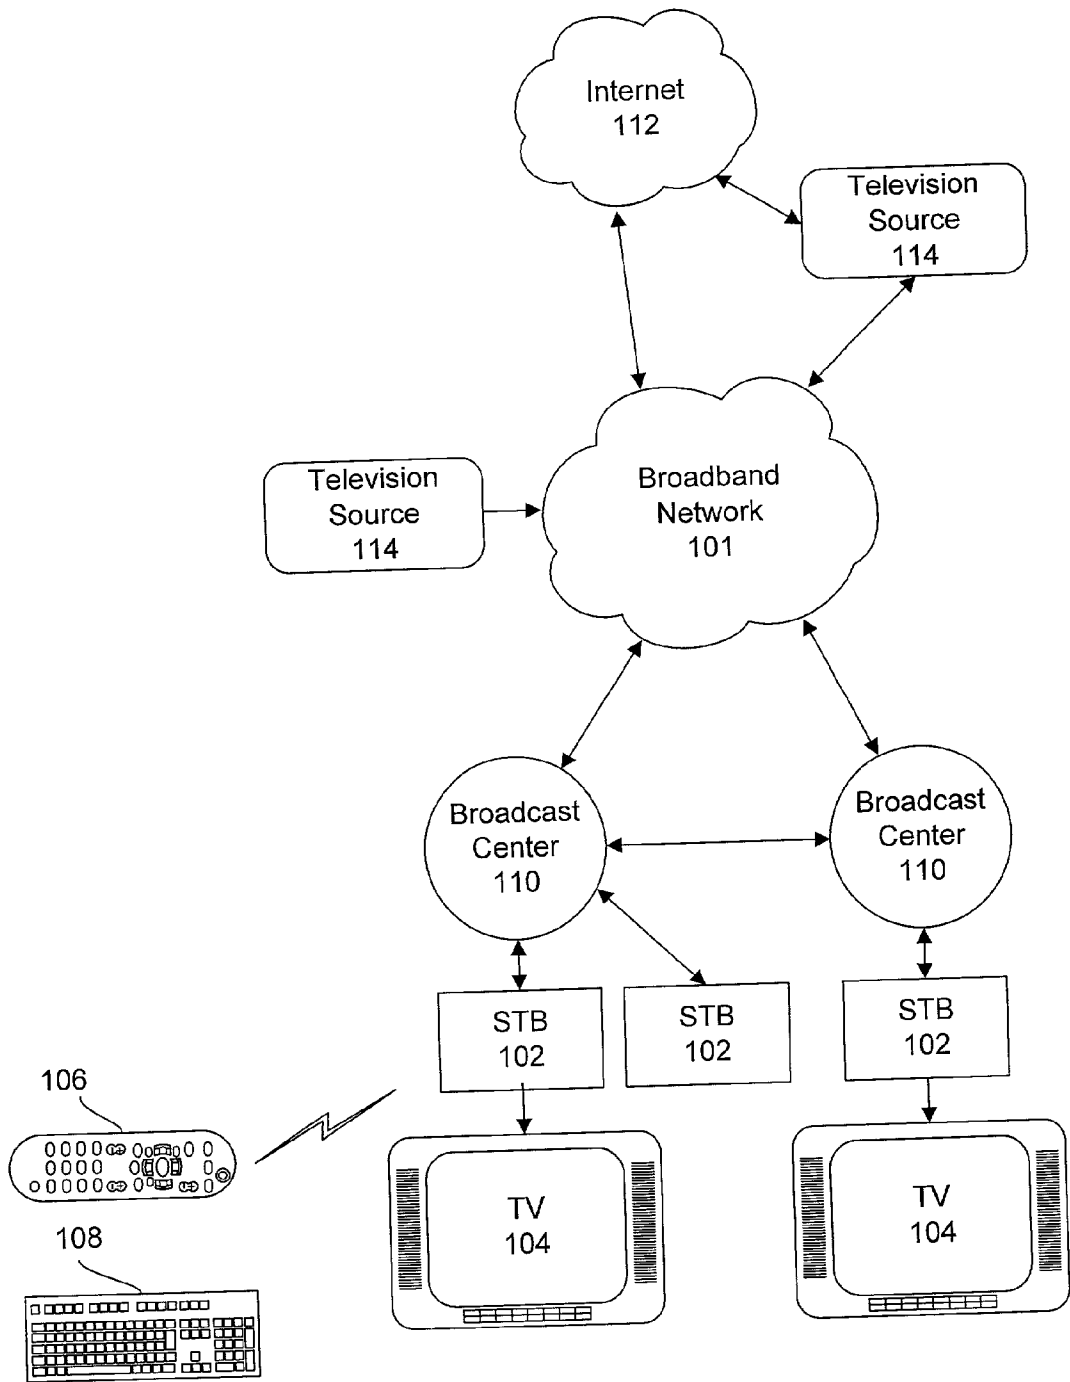 Internet
112
Television
Source
114
Television
Source
114
Broadband
Network
101
Broadcast
Center
110
Broadcast
Center
110
STB
102
STB
102
STB
102
106
108
TV
104
TV
104